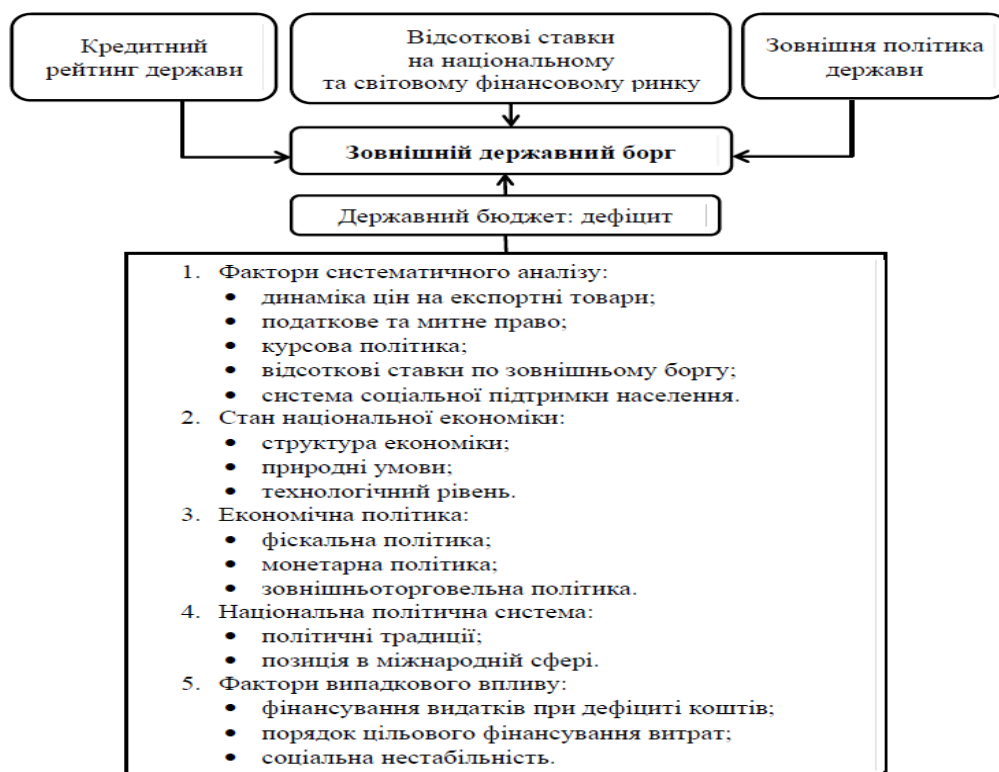 Кредитний
рейтинг держави
Відсоткові ставки
на національному
та світовому фінансовому ринку
Зовнішня політика
держави
Зовнішній державний борг
Державний бюджет: дефіцит
1. Фактори систематичного аналізу:
• динаміка цін на експортні товари;
• податкове та митне право;
• курсова політика;
• відсоткові ставки по зовнішньому боргу;
• система соціальної підтримки населення.
2. Стан національної економіки:
• структура економіки;
• природні умови;
• технологічний рівень.
3. Економічна політика:
• фіскальна політика;
• монетарна політика;
• зовнішньоторговельна політика.
4. Національна політична система:
• політичні традиції;
• позиція в міжнародній сфері.
5. Фактори випадкового впливу:
• фінансування видатків при дефіциті коштів;
• порядок цільового фінансування витрат;
• соціальна нестабільність.